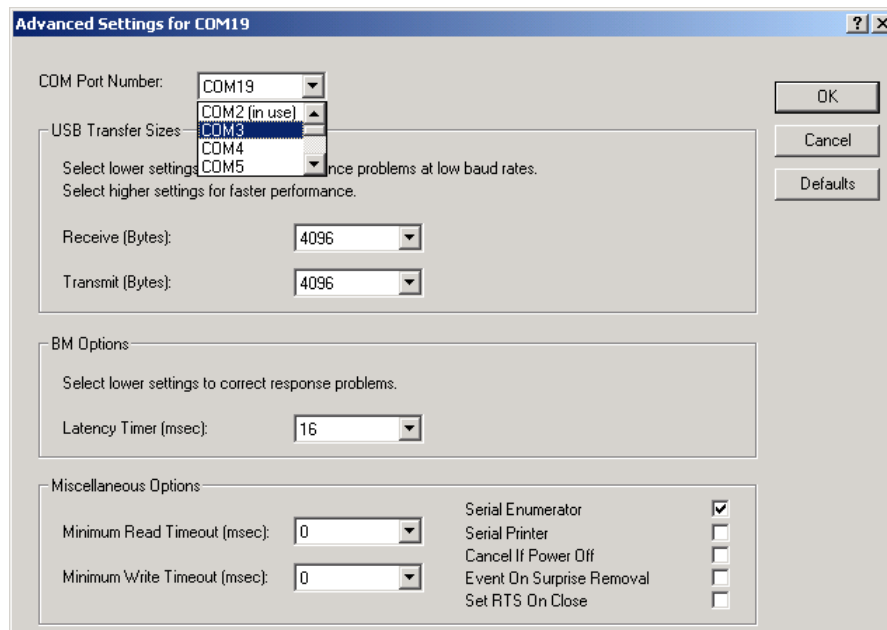 Advanced Settings for COM19
COM Port Number: COM19
OK
COM2 (in use)
USB Transfer Sizes COM3
COM4
Cancel
Select lower settings COM5 nce problems at low baud rates.
Select higher settings for faster performance.
Defaults
Receive (Bytes): 4096
Transmit (Bytes): 4096
BM Options
Select lower settings to correct response problems.
Latency Timer (msec): 16
Miscellaneous Options
Serial Enumerator
Minimum Read Timeout (msec): 0 Serial Printer
Cancel If Power Off
Minimum Write Timeout (msec): 0 Event On Surprise Removal
Set RTS On Close